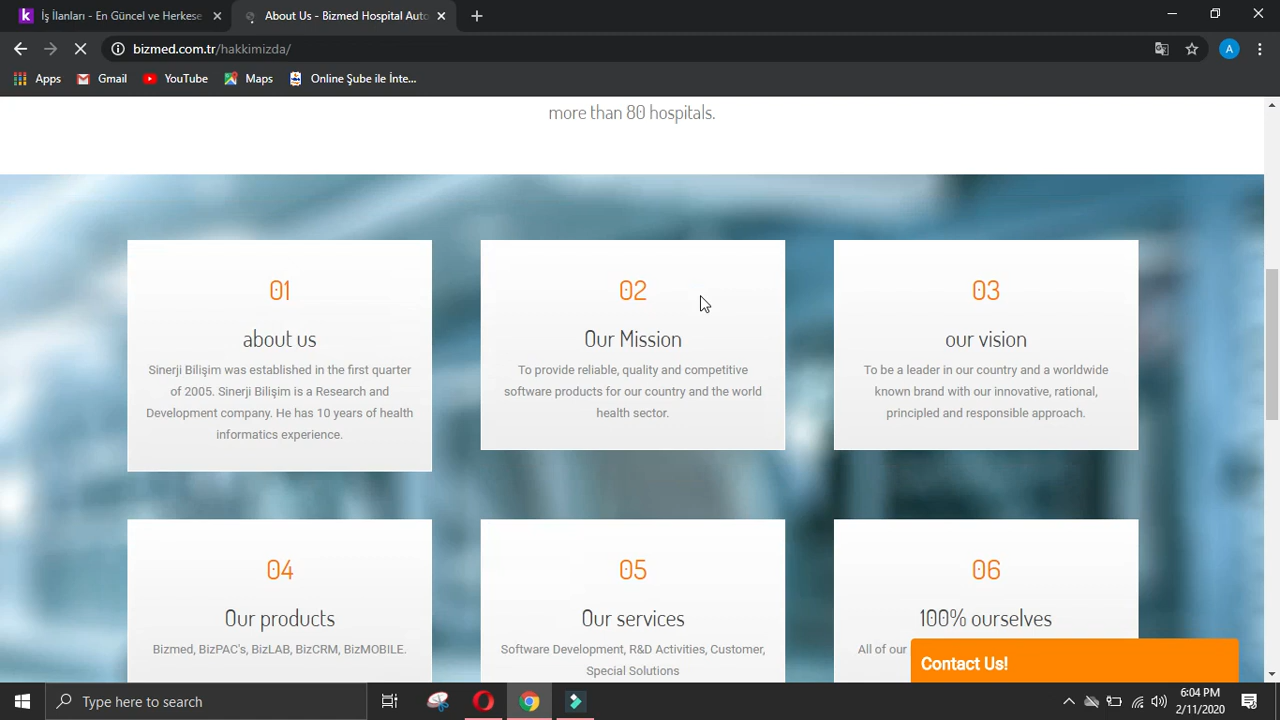 İş İlanları - En Güncel ve Herkese
About Us - Bizmed Hospital Auto
bizmed.com.tr/hakkimizda/
A
Apps
Gmail
YouTube
Maps
Online Şube ile İnte...
more than 80 hospitals.
01
about us
Sinerji Bilişim was established in the first quarter
of 2005. Sinerji Bilişim is a Research and
Development company. He has 10 years of health
informatics experience.
02
Our Mission
To provide reliable, quality and competitive
software products for our country and the world
health sector.
03
our vision
To be a leader in our country and a worldwide
known brand with our innovative, rational,
principled and responsible approach.
04
Our products
Bizmed, BizPAC's, BizLAB, BizCRM, BizMOBILE.
05
Our services
Software Development, R&D Activities, Customer,
Special Solutions
06
100% ourselves
All of our
Contact Us!
Type here to search
6:04 PM
2/11/2020